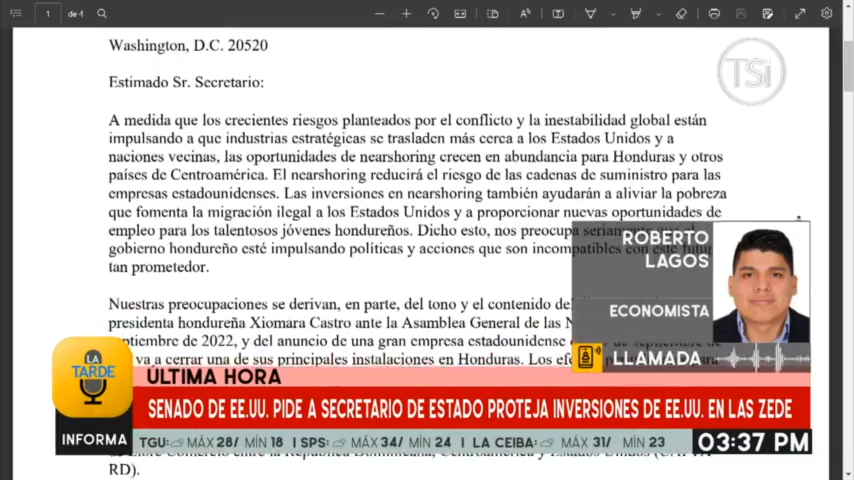 1 de 4
Washington, D.C. 20520
TSi
Estimado Sr. Secretario:
A medida que los crecientes riesgos planteados por el conflicto y la inestabilidad global están
impulsando a que industrias estratégicas se trasladen más cerca a los Estados Unidos y a
naciones vecinas, las oportunidades de nearshoring crecen en abundancia para Honduras y otros
países de Centroamérica. El nearshoring reducirá el riesgo de las cadenas de suministro para las
empresas estadounidenses. Las inversiones en nearshoring también ayudarán a aliviar la pobreza
que fomenta la migración ilegal a los Estados Unidos y a proporcionar nuevas oportunidades de
empleo para los talentosos jóvenes hondureños. Dicho esto, nos preocupa seriamente que el
gobierno hondureño esté impulsando políticas y acciones que son incompatibles con este futuro
tan prometedor.
ROBERTO
LAGOS
ECONOMISTA
LLAMADA
Nuestras preocupaciones se derivan, en parte, del tono y el contenido
presidenta hondureña Xiomara Castro ante la Asamblea General de las
septiembre de 2022, y del anuncio de una gran empresa estadounidense
va a cerrar una de sus principales instalaciones en Honduras. Los
LA
TARDE
INFORMA
ÚLTIMA HORA
SENADO DE EE.UU. PIDE A SECRETARIO DE ESTADO PROTEJA INVERSIONES DE EE.UU. EN LAS ZEDE
TGU: MÁX 28/ MÍN 18 I SPS: MÁX 34/ MÍN 24 I LA CEIBA: MÁX 31/ MÍN 23
03:37 PM
RD).